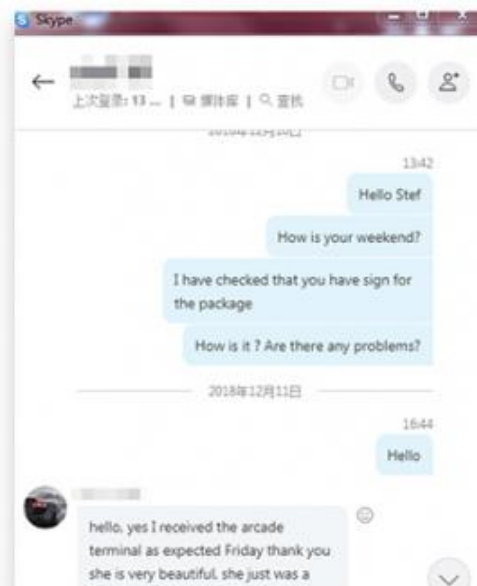 Skype
上次登录: 13 ... | 媒体库 | 查找
13:42
Hello Stef
How is your weekend?
I have checked that you have sign for
the package
How is it ? Are there any problems?
2018年12月11日
16:44
Hello
hello, yes I received the arcade
terminal as expected Friday thank you
she is very beautiful. she just was a